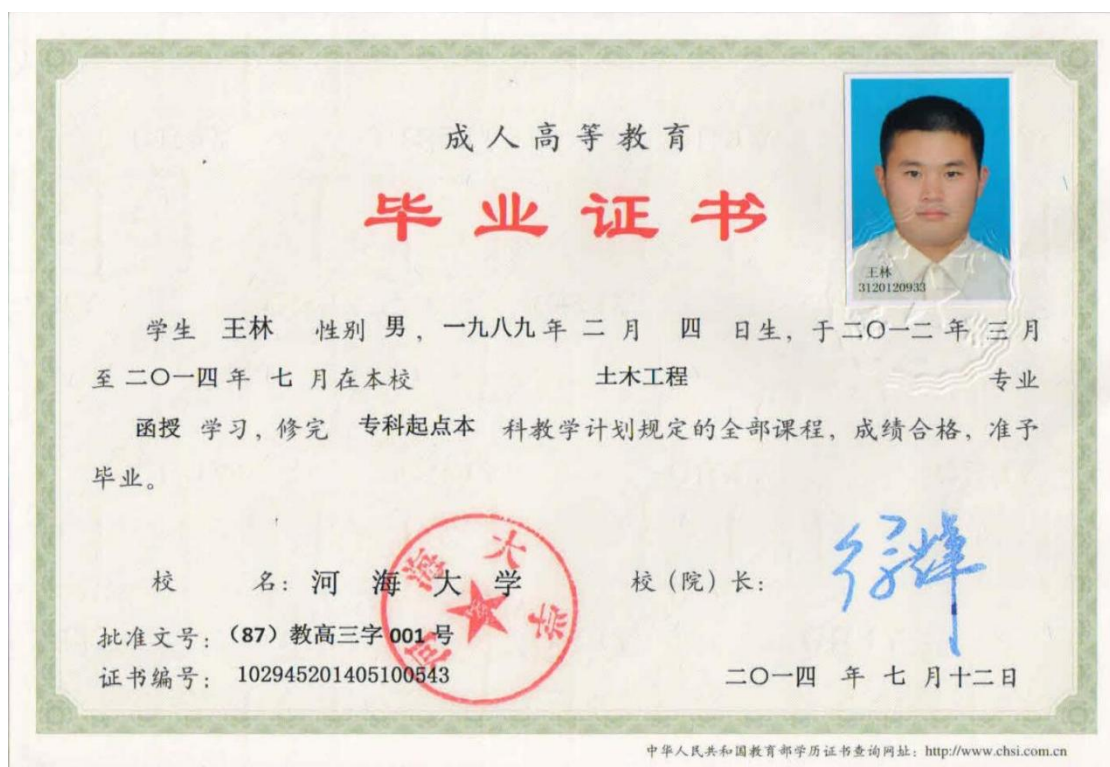 成人高等教育
毕业证书
王林
3120120933
学生 王林 性别 男，一九八九年 二 月 四 日生，于二〇一二年 三 月
至二〇一四年 七 月在本校 土木工程 专业
函授 学习，修完 专科起点本 科教学计划规定的全部课程，成绩合格，准予
毕业。
校 名：河 海 大 学 校（院）长：
批准文号：（87）教高三字 001 号
证书编号：102945201405100543
河海大学
二〇一四 年 七 月十二日
中华人民共和国教育部学历证书查询网址：http://www.chsi.com.cn